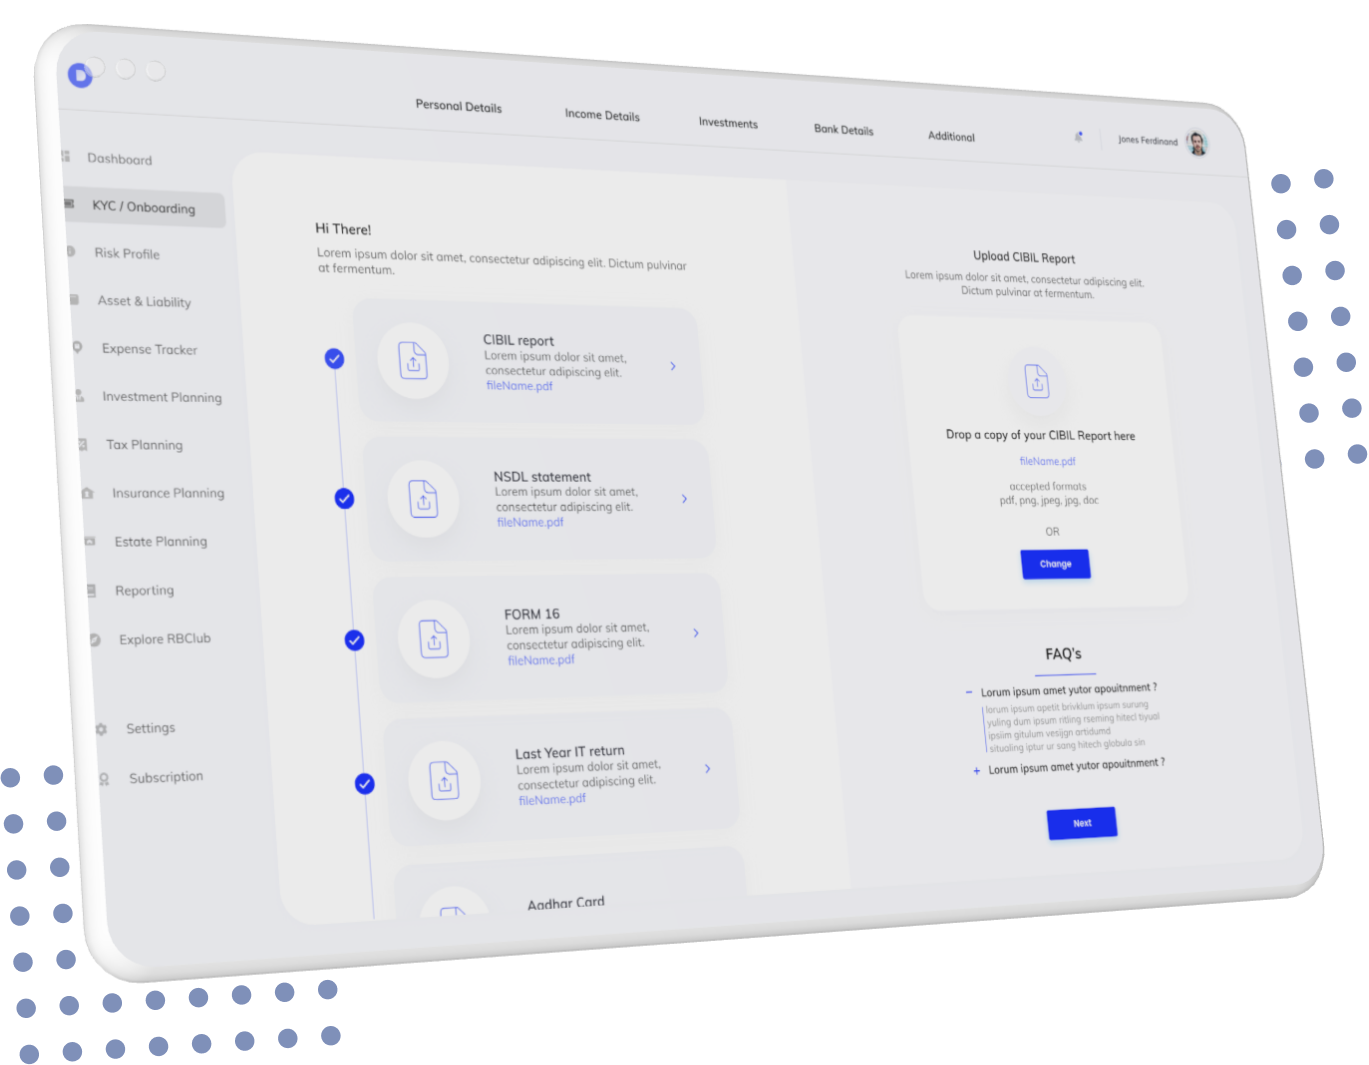 Personal Details
Income Details
Investments
Bank Details
Additional
Jones Ferdinand
Dashboard
KYC / Onboarding
Risk Profile
Asset & Liability
Expense Tracker
Investment Planning
Tax Planning
Insurance Planning
Estate Planning
Reporting
Explore RBClub
Settings
Subscription
Hi There!
Lorem ipsum dolor sit amet, consectetur adipiscing elit. Dictum pulvinar
at fermentum.
CIBIL report
Lorem ipsum dolor sit amet,
consectetur adipiscing elit.
fileName.pdf
NSDL statement
Lorem ipsum dolor sit amet,
consectetur adipiscing elit.
fileName.pdf
FORM 16
Lorem ipsum dolor sit amet,
consectetur adipiscing elit.
fileName.pdf
Last Year IT return
Lorem ipsum dolor sit amet,
consectetur adipiscing elit.
fileName.pdf
Aadhar Card
Upload CIBIL Report
Lorem ipsum dolor sit amet, consectetur adipiscing elit.
Dictum pulvinar at fermentum.
Drop a copy of your CIBIL Report here
fileName.pdf
accepted formats
pdf, png, jpeg, jpg, doc
OR
Change
FAQ's
Lorum ipsum amet yutor apouitnment ?
lorum ipsum apetit brivklum ipsum surung
yuling dum ipsum ritling rseming hitecl tiyual
ipslim gitulum vesijgn artidumd
situaling iptur ur sang hitech globula sin
Lorum ipsum amet yutor apouitnment ?
Next